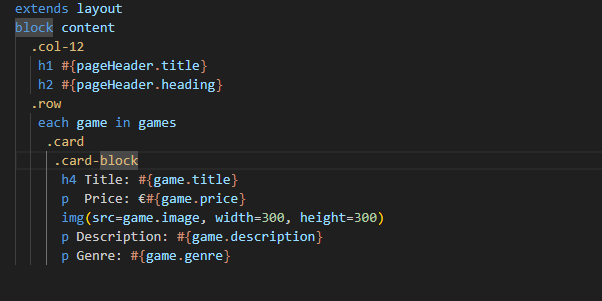 extends layout
block content
  .col-12
   h1 #{pageHeader.title}
   h2 #{pageHeader.heading}
  .row
   each game in games
    .card
     .card-block
      h4 Title: #{game.title}
      p  Price: €#{game.price}
      img(src=game.image, width=300, height=300)
      p Description: #{game.description}
      p Genre: #{game.genre}